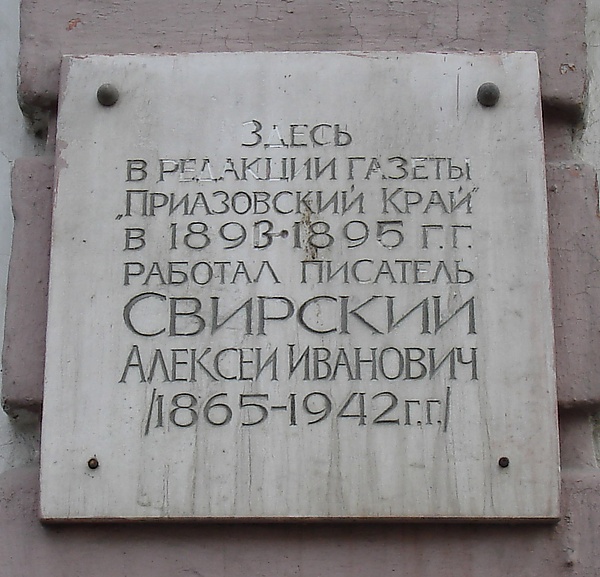 ЗДЕСЬ
В РЕДАКЦИИ ГАЗЕТЫ
„ПРИАЗОВСКИЙ КРАЙ"
В 1893-1895 Г.Г.
РАБОТАЛ ПИСАТЕЛЬ
СВИРСКИЙ
АЛЕКСЕЙ ИВАНОВИЧ
/1865-1942 г.г./